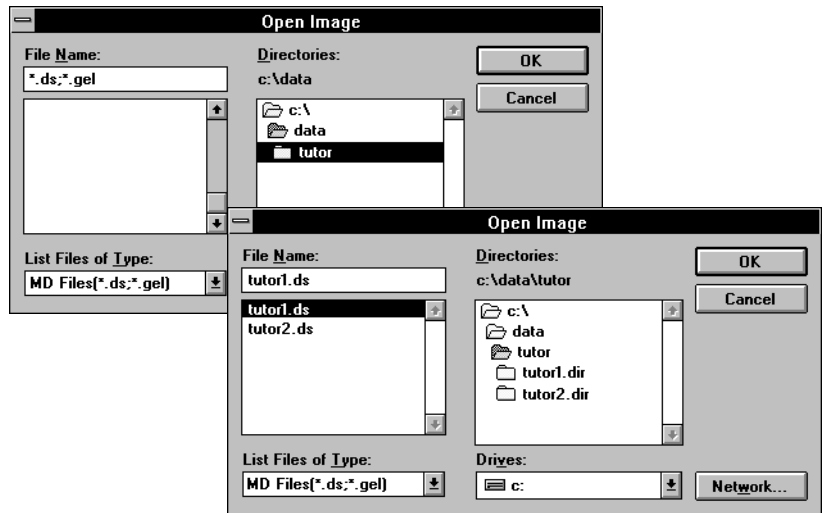 Open Image
File Name:
*.ds;*.gel
List Files of Type:
MD Files(*.ds;*.gel)
Directories:
c:\data
c:\
data
tutor
OK
Cancel
Open Image
File Name:
tutor1.ds
tutor1.ds
tutor2.ds
List Files of Type:
MD Files(*.ds;*.gel)
Directories:
c:\data\tutor
c:\
data
tutor
tutor1.dir
tutor2.dir
Drives:
c:
OK
Cancel
Network...